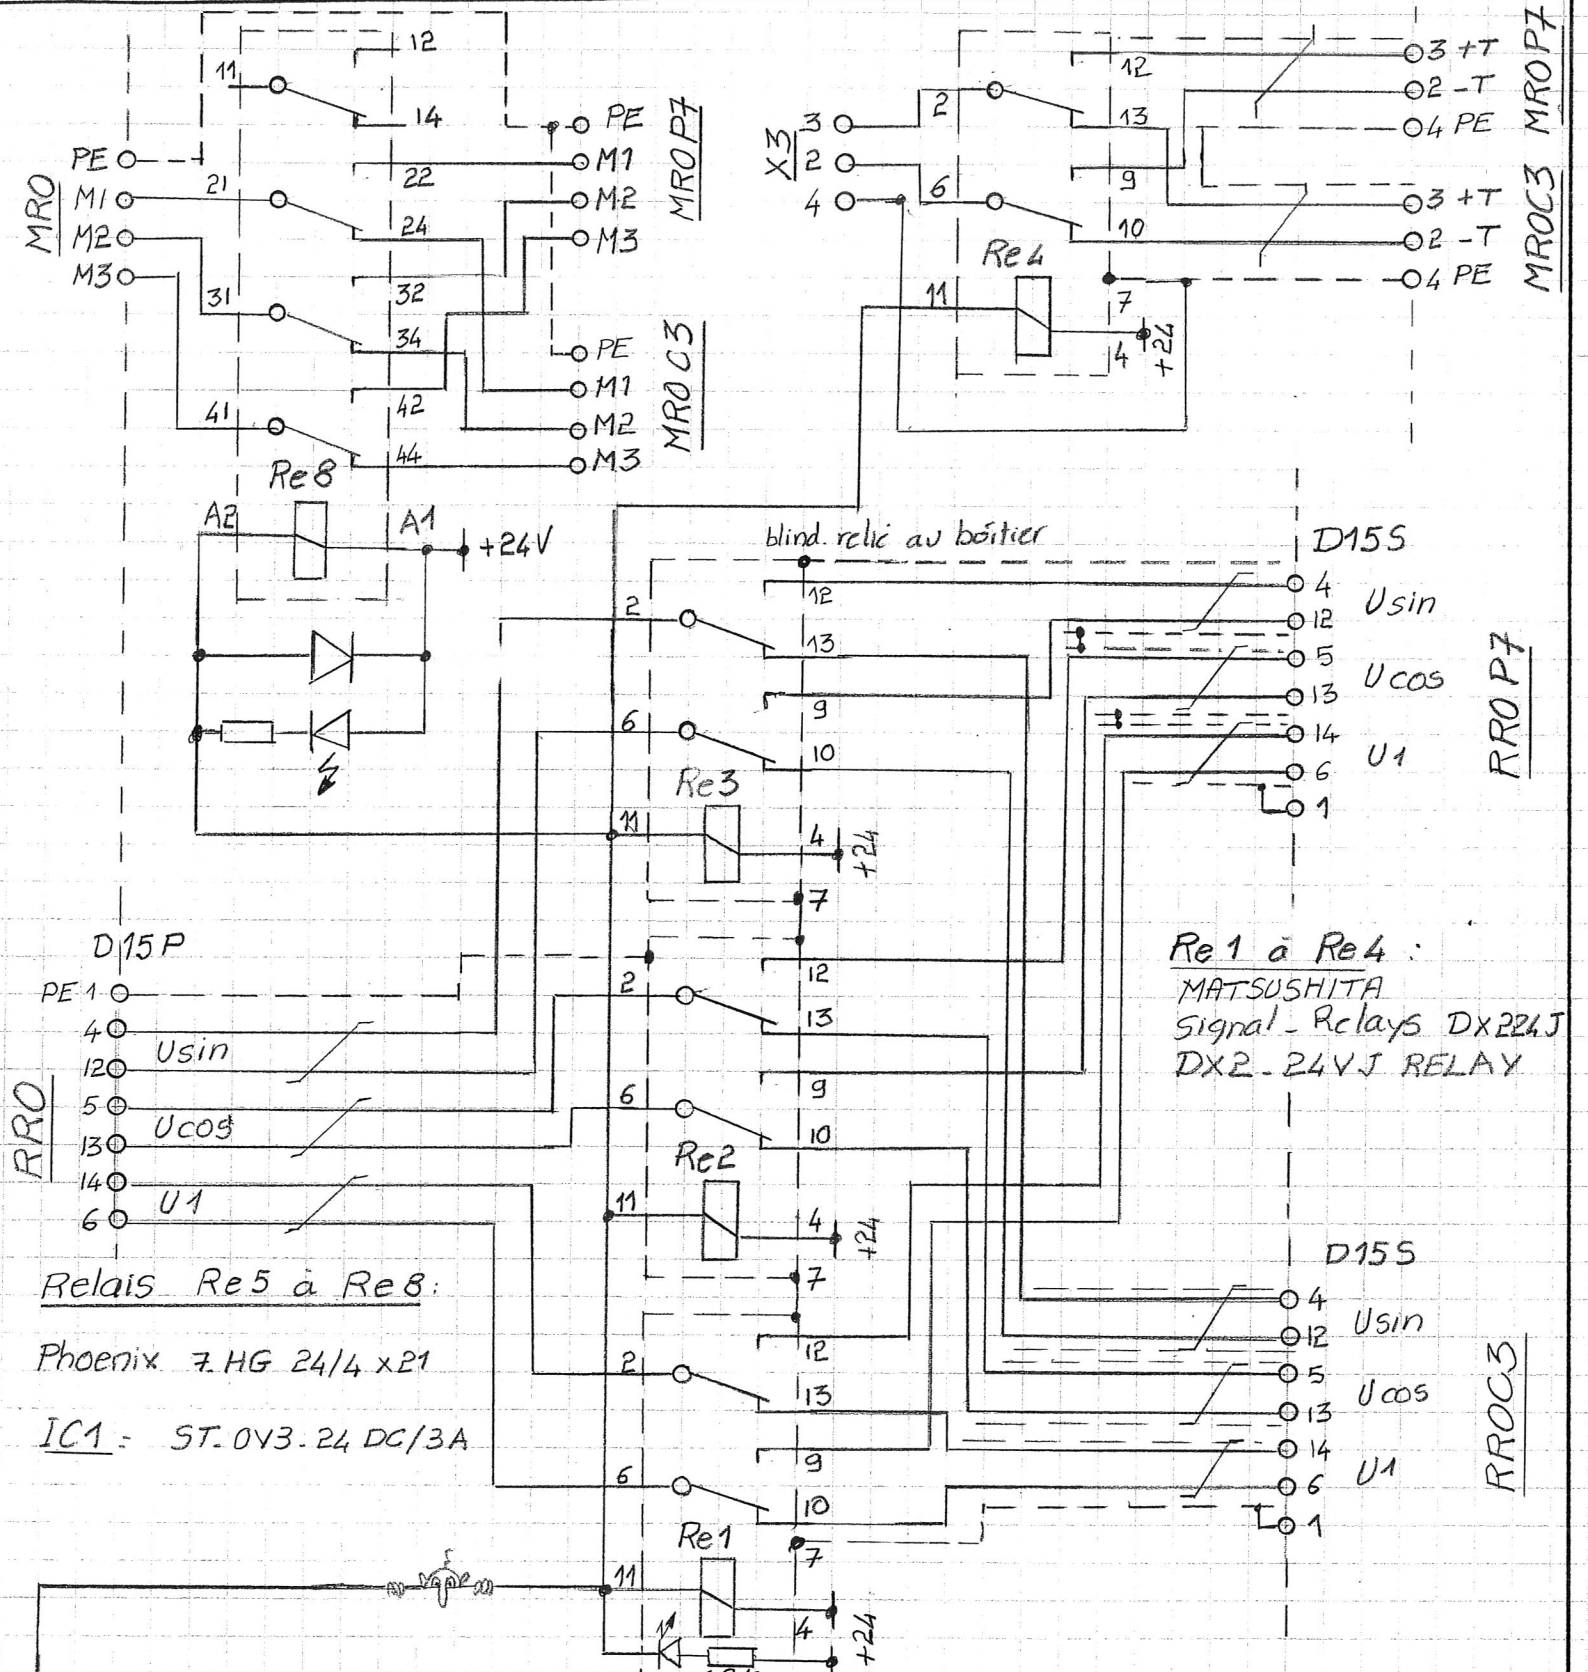 12
11
14
PE
M1
M2
M3
MRO
21
22
24
31
32
34
41
42
44
PE
M1
M2
M3
MROP7
PE
M1
M2
M3
MROC3
Re8
A2
A1
+24V
X3
3
2
4
2
6
12
13
9
10
Re4
11
7
4
+24
3 +T
2 -T
4 PE
MROP7
3 +T
2 -T
4 PE
MROC3
blind. relié au boîtier
D15S
2
12
13
6
9
10
Re3
11
4
+24
7
4
Usin
12
5
Ucos
13
14
U1
6
1
RROP7
D15P
PE 1
4
Usin
12
5
Ucos
13
14
U1
6
RRO
2
12
13
6
9
10
Re2
11
4
+24
7
Re1 à Re4 :
MATSUSHITA
Signal-Relays DX224J
DX2-24VJ RELAY
Relais Re5 à Re8:
Phoenix 7.HG 24/4 x21
IC1 = ST-OV3-24 DC/3A
2
12
13
6
9
10
Re1
11
7
4
+24
D15S
4
Usin
12
5
Ucos
13
14
U1
6
1
RROC3